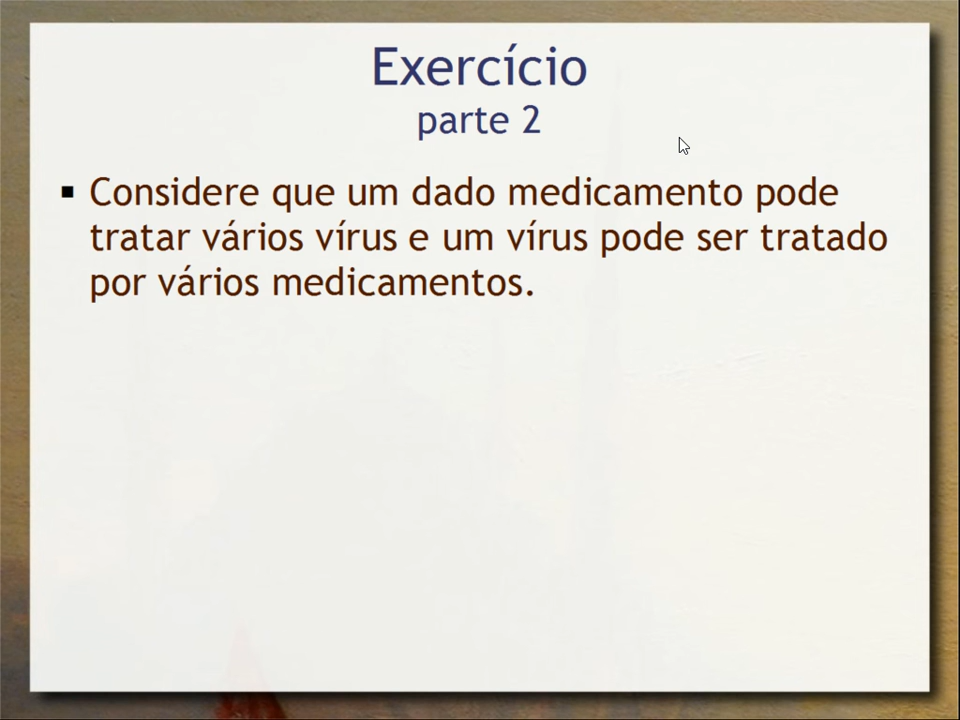 Exercício
parte 2
▪ Considere que um dado medicamento pode
tratar vários vírus e um vírus pode ser tratado
por vários medicamentos.